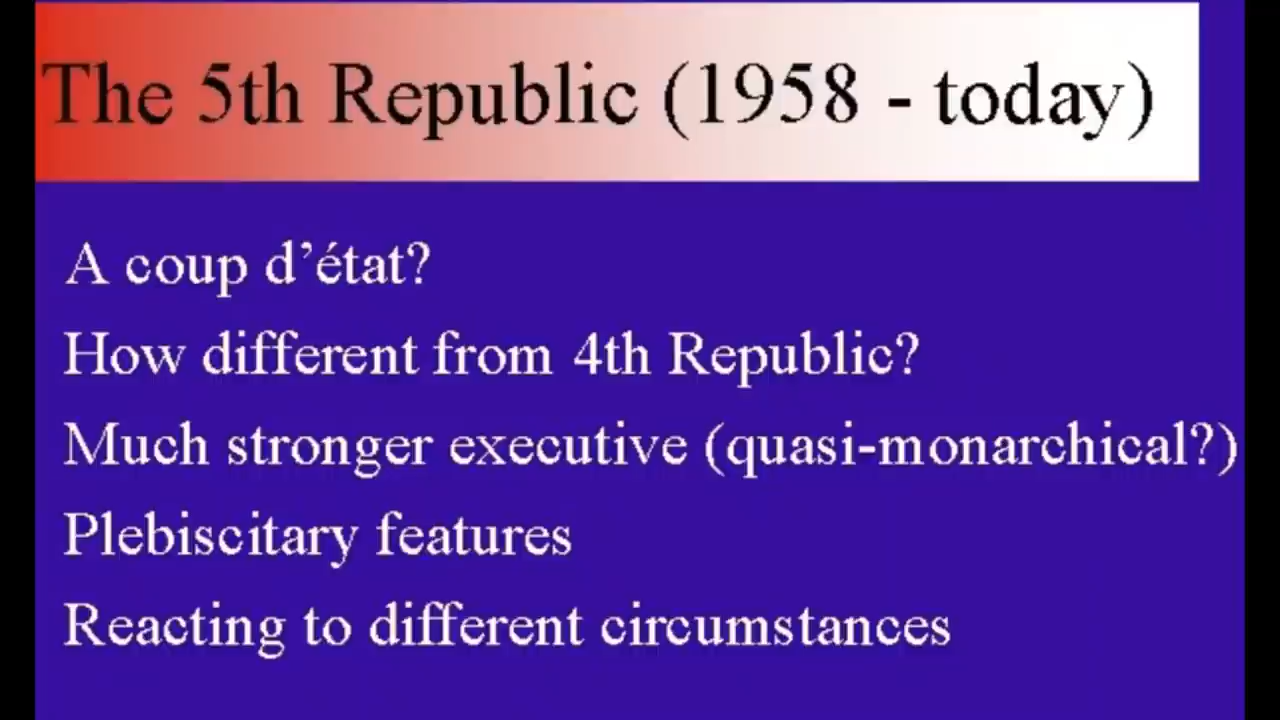 The 5th Republic (1958 - today)
A coup d’état?
How different from 4th Republic?
Much stronger executive (quasi-monarchical?)
Plebiscitary features
Reacting to different circumstances